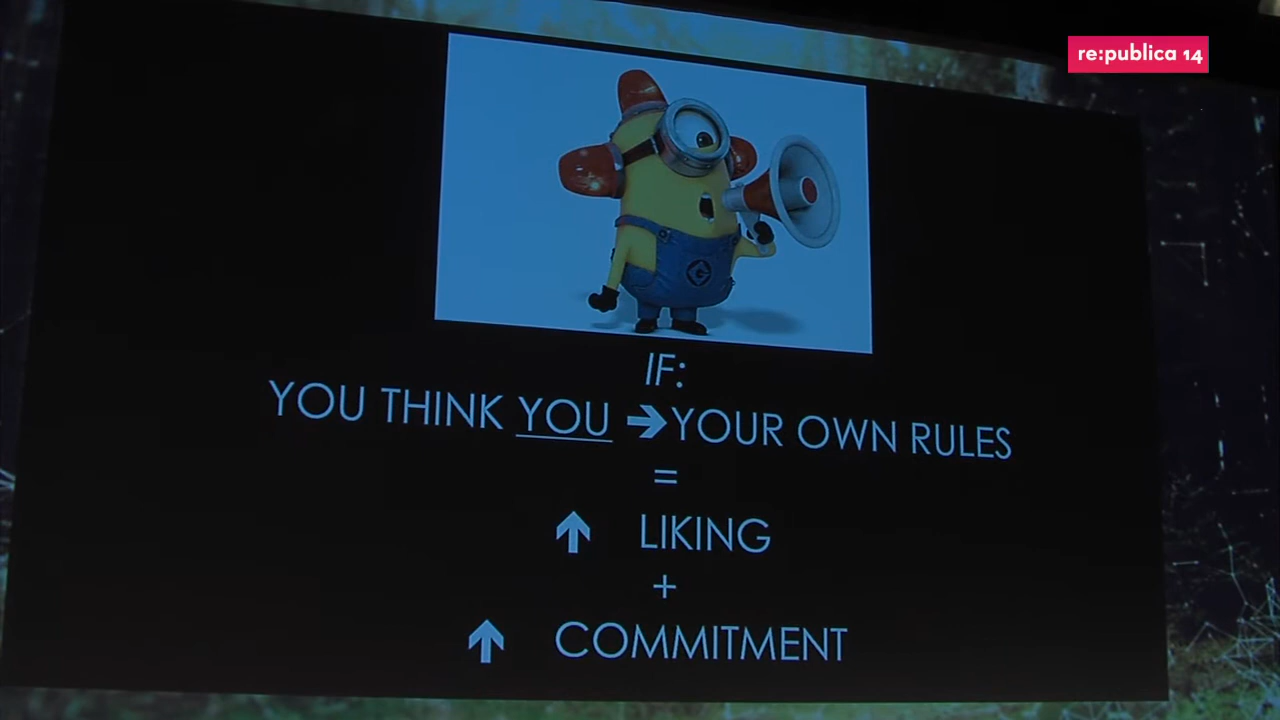 re:publica 14
IF:
YOU THINK YOU ➔ YOUR OWN RULES
=
↑ LIKING
+
↑ COMMITMENT